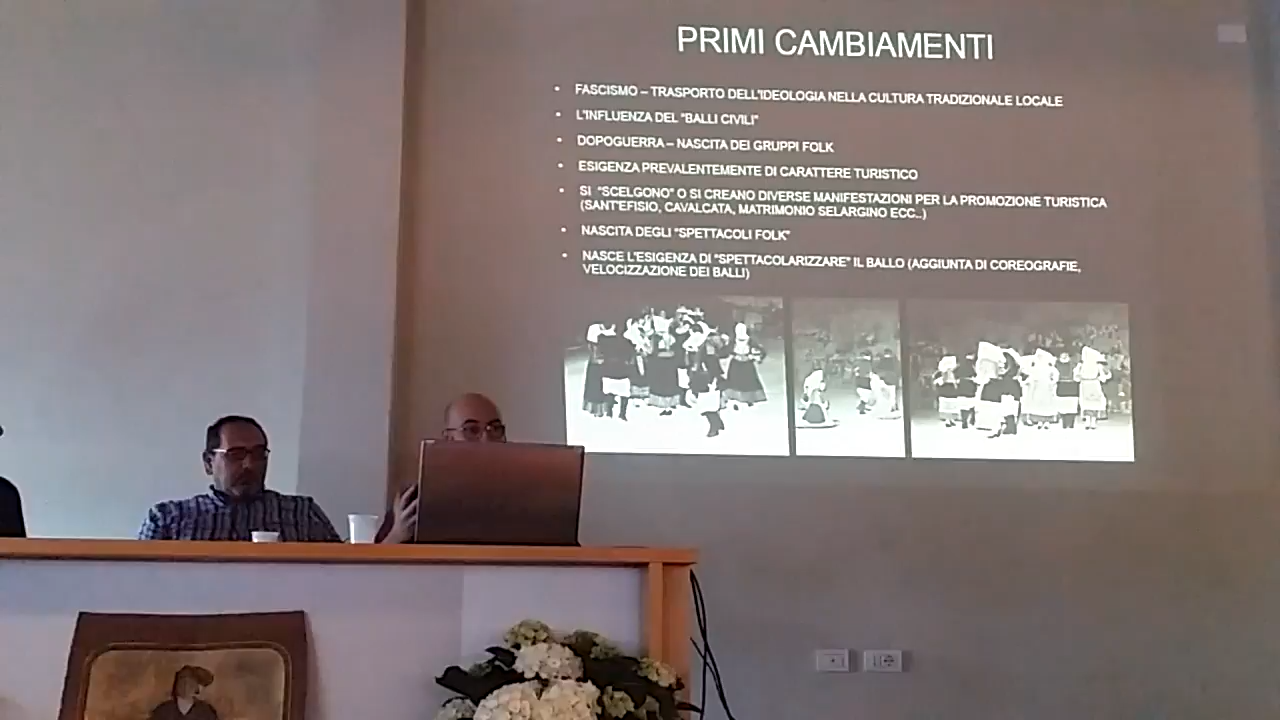 PRIMI CAMBIAMENTI
• FASCISMO – TRASPORTO DELL'IDEOLOGIA NELLA CULTURA TRADIZIONALE LOCALE
• L'INFLUENZA DEL "BALLI CIVILI"
• DOPOGUERRA – NASCITA DEI GRUPPI FOLK
• ESIGENZA PREVALENTEMENTE DI CARATTERE TURISTICO
• SI "SCELGONO" O SI CREANO DIVERSE MANIFESTAZIONI PER LA PROMOZIONE TURISTICA
(SANT'EFISIO, CAVALCATA, MATRIMONIO SELARGINO ECC..)
• NASCITA DEGLI "SPETTACOLI FOLK"
• NASCE L'ESIGENZA DI "SPETTACOLARIZZARE" IL BALLO (AGGIUNTA DI COREOGRAFIE,
VELOCIZZAZIONE DEI BALLI)